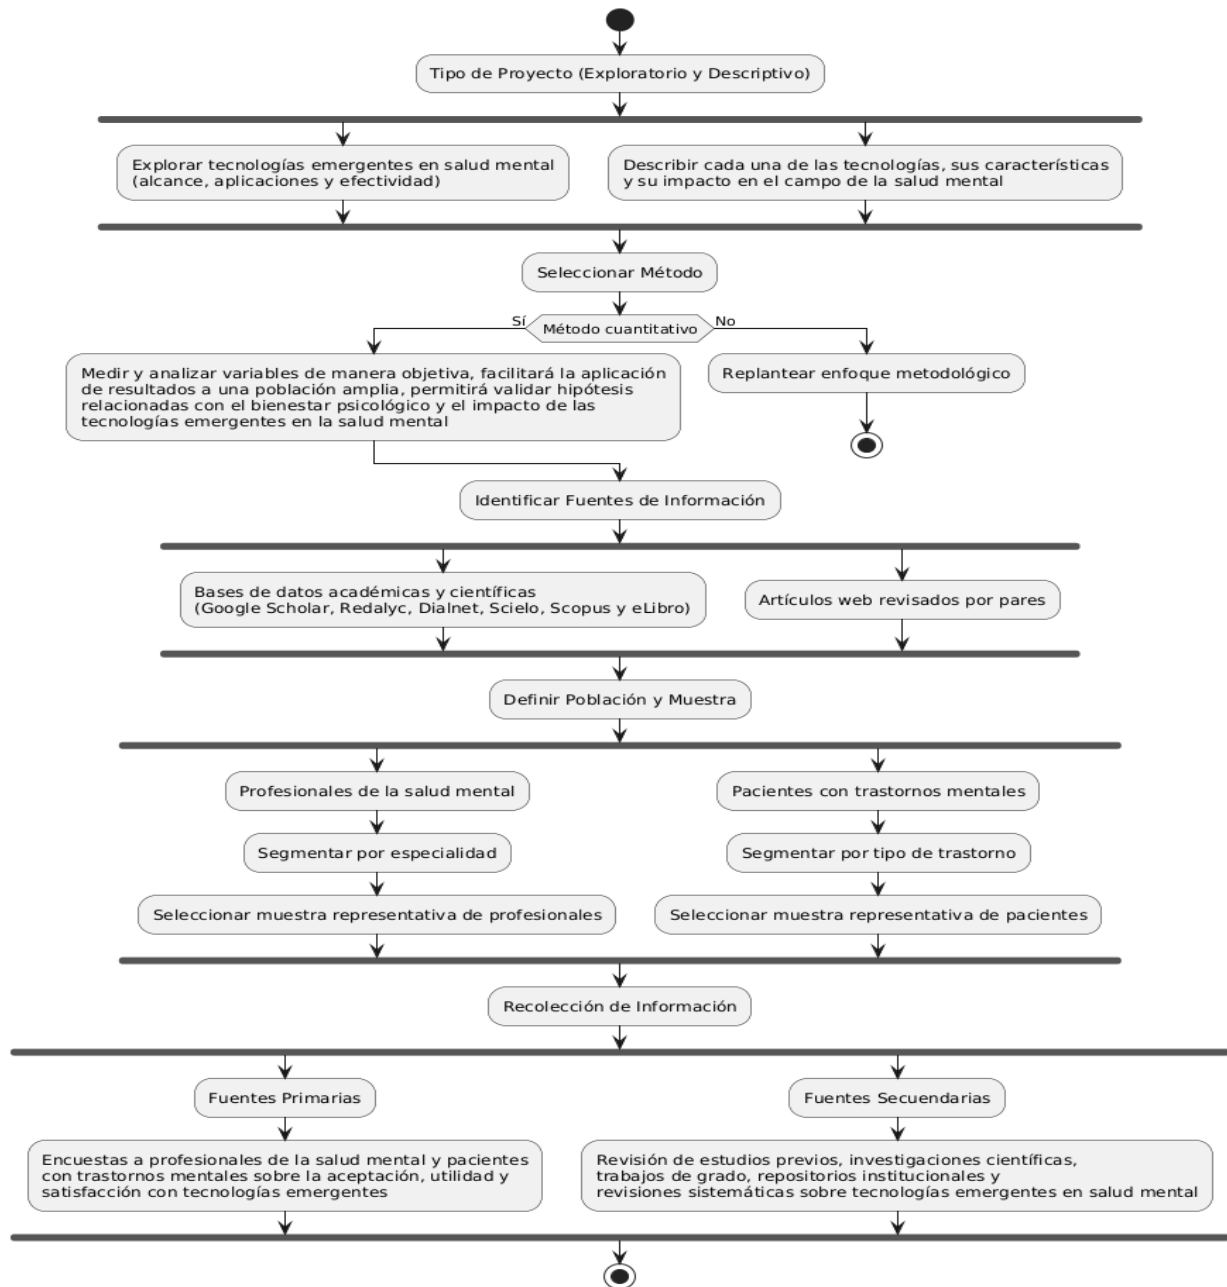 Tipo de Proyecto (Exploratorio y Descriptivo)
Explorar tecnologías emergentes en salud mental
(alcance, aplicaciones y efectividad)
Describir cada una de las tecnologías, sus características
y su impacto en el campo de la salud mental
Seleccionar Método
Sí
Método cuantitativo
No
Medir y analizar variables de manera objetiva, facilitará la aplicación
de resultados a una población amplia, permitirá validar hipótesis
relacionadas con el bienestar psicológico y el impacto de las
tecnologías emergentes en la salud mental
Replantear enfoque metodológico
Identificar Fuentes de Información
Bases de datos académicas y científicas
(Google Scholar, Redalyc, Dialnet, Scielo, Scopus y eLibro)
Artículos web revisados por pares
Definir Población y Muestra
Profesionales de la salud mental
Segmentar por especialidad
Seleccionar muestra representativa de profesionales
Pacientes con trastornos mentales
Segmentar por tipo de trastorno
Seleccionar muestra representativa de pacientes
Recolección de Información
Fuentes Primarias
Encuestas a profesionales de la salud mental y pacientes
con trastornos mentales sobre la aceptación, utilidad y
satisfacción con tecnologías emergentes
Fuentes Secuendarias
Revisión de estudios previos, investigaciones científicas,
trabajos de grado, repositorios institucionales y
revisiones sistemáticas sobre tecnologías emergentes en salud mental